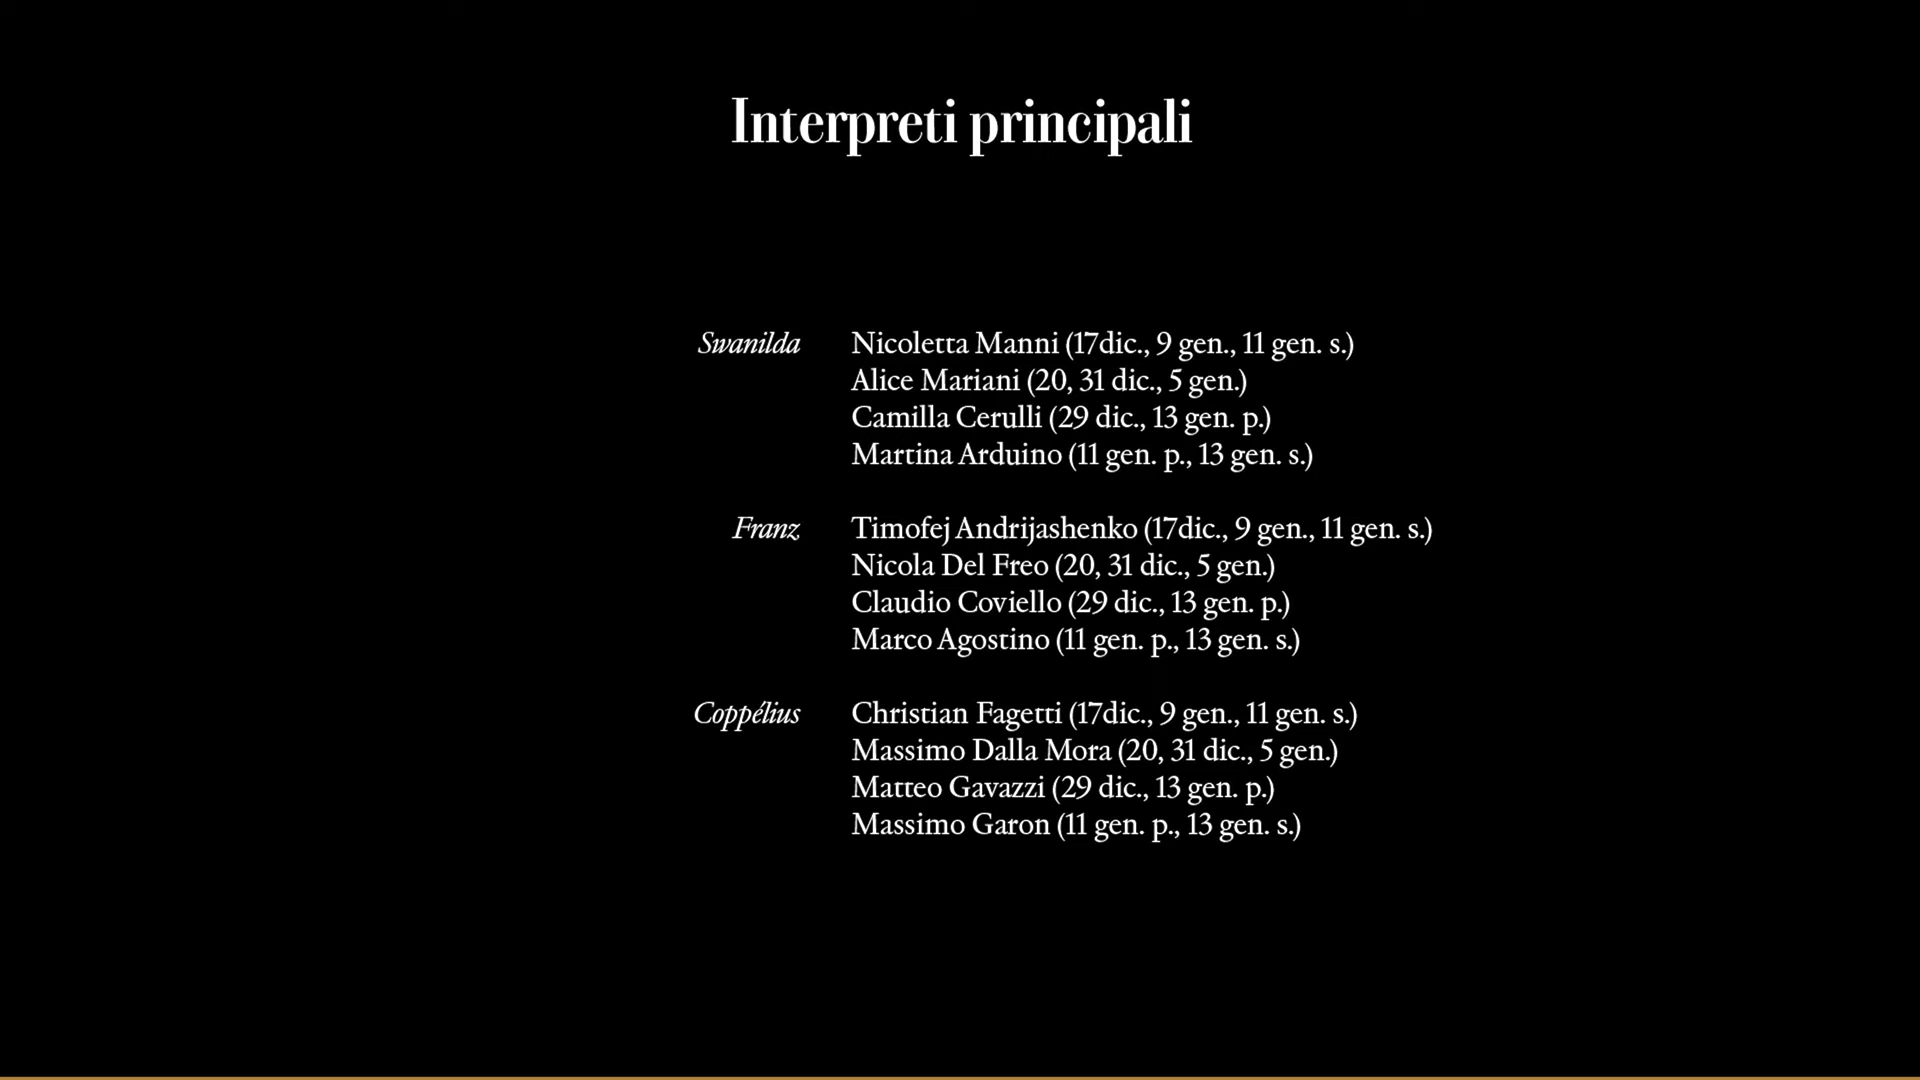 Interpreti principali
Swanilda Nicoletta Manni (17dic., 9 gen., 11 gen. s.)
Alice Mariani (20, 31 dic., 5 gen.)
Camilla Cerulli (29 dic., 13 gen. p.)
Martina Arduino (11 gen. p., 13 gen. s.)
Franz Timofej Andrijashenko (17dic., 9 gen., 11 gen. s.)
Nicola Del Freo (20, 31 dic., 5 gen.)
Claudio Coviello (29 dic., 13 gen. p.)
Marco Agostino (11 gen. p., 13 gen. s.)
Coppélius Christian Fagetti (17dic., 9 gen., 11 gen. s.)
Massimo Dalla Mora (20, 31 dic., 5 gen.)
Matteo Gavazzi (29 dic., 13 gen. p.)
Massimo Garon (11 gen. p., 13 gen. s.)